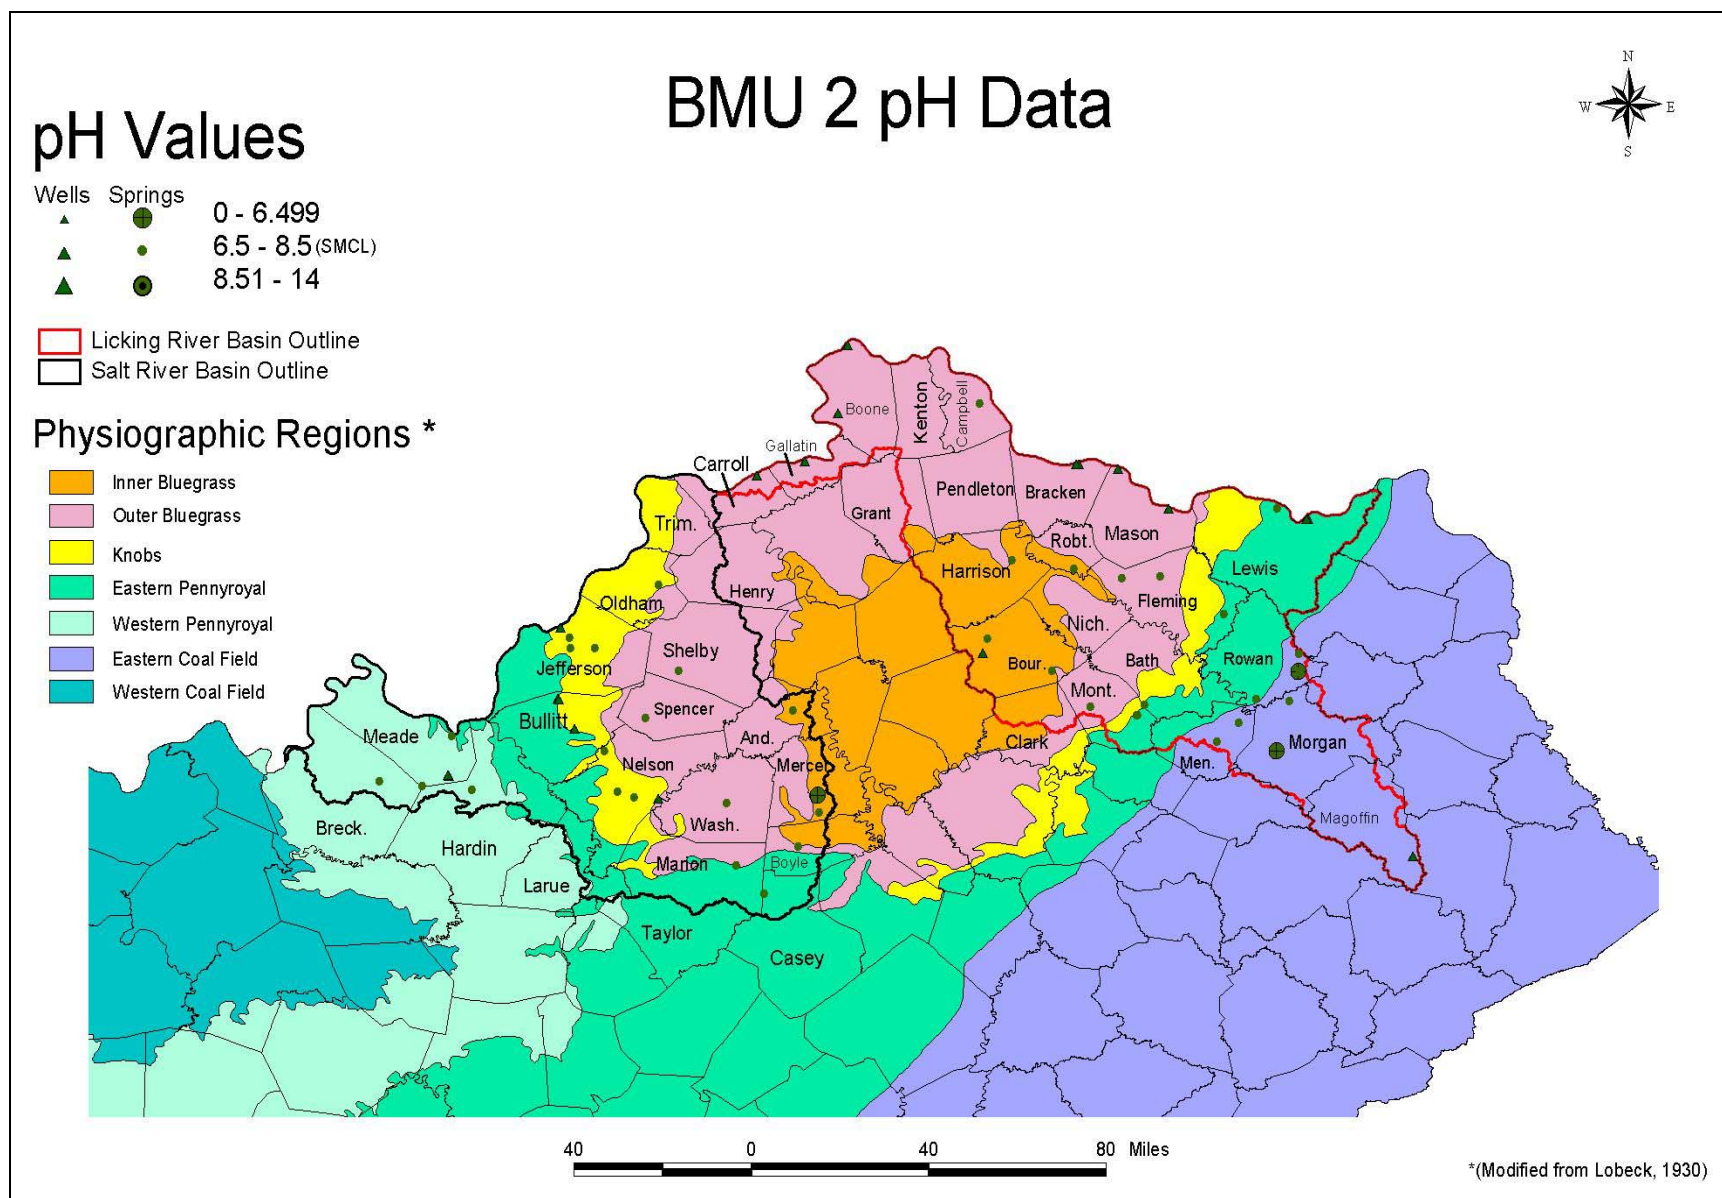 BMU 2 pH Data
N
W E
S
pH Values
Wells Springs
0 - 6.499
6.5 - 8.5 (SMCL)
8.51 - 14
Licking River Basin Outline
Salt River Basin Outline
Physiographic Regions *
Inner Bluegrass
Outer Bluegrass
Knobs
Eastern Pennyroyal
Western Pennyroyal
Eastern Coal Field
Western Coal Field
Boone
Kenton
Campbell
Gallatin
Carroll
Pendleton
Bracken
Grant
Trim.
Mason
Robt.
Harrison
Lewis
Henry
Oldham
Fleming
Nich.
Shelby
Jefferson
Bour.
Bath
Rowan
Mont.
Spencer
Bullitt
Meade
And.
Clark
Morgan
Nelson
Merce
Men.
Magoffin
Breck.
Wash.
Hardin
Marion
Boyle
Larue
Taylor
Casey
40 0 40 80 Miles
*(Modified from Lobeck, 1930)